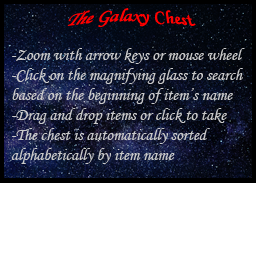 The Galaxy Chest
-Zoom with arrow keys or mouse wheel
-Click on the magnifying glass to search
based on the beginning of item's name
-Drag and drop items or click to take
-The chest is automatically sorted
alphabetically by item name